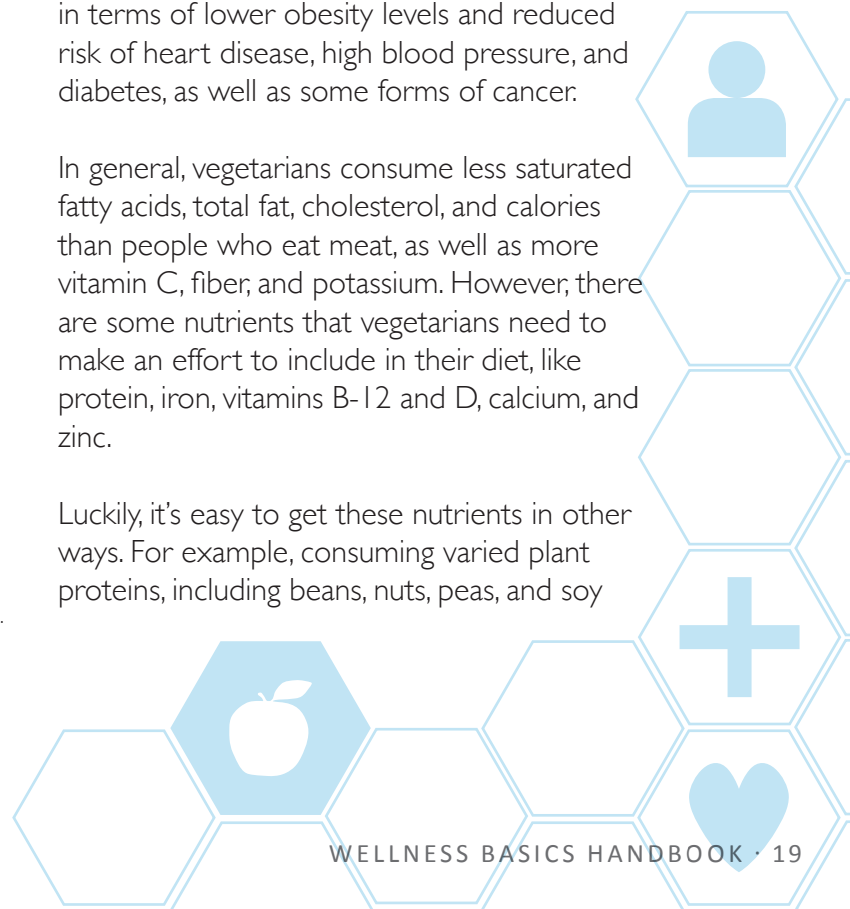 in terms of lower obesity levels and reduced
risk of heart disease, high blood pressure, and
diabetes, as well as some forms of cancer.
In general, vegetarians consume less saturated
fatty acids, total fat, cholesterol, and calories
than people who eat meat, as well as more
vitamin C, fiber, and potassium. However, there
are some nutrients that vegetarians need to
make an effort to include in their diet, like
protein, iron, vitamins B-12 and D, calcium, and
zinc.
Luckily, it’s easy to get these nutrients in other
ways. For example, consuming varied plant
proteins, including beans, nuts, peas, and soy
.
WELLNESS BASICS HANDBOOK · 19